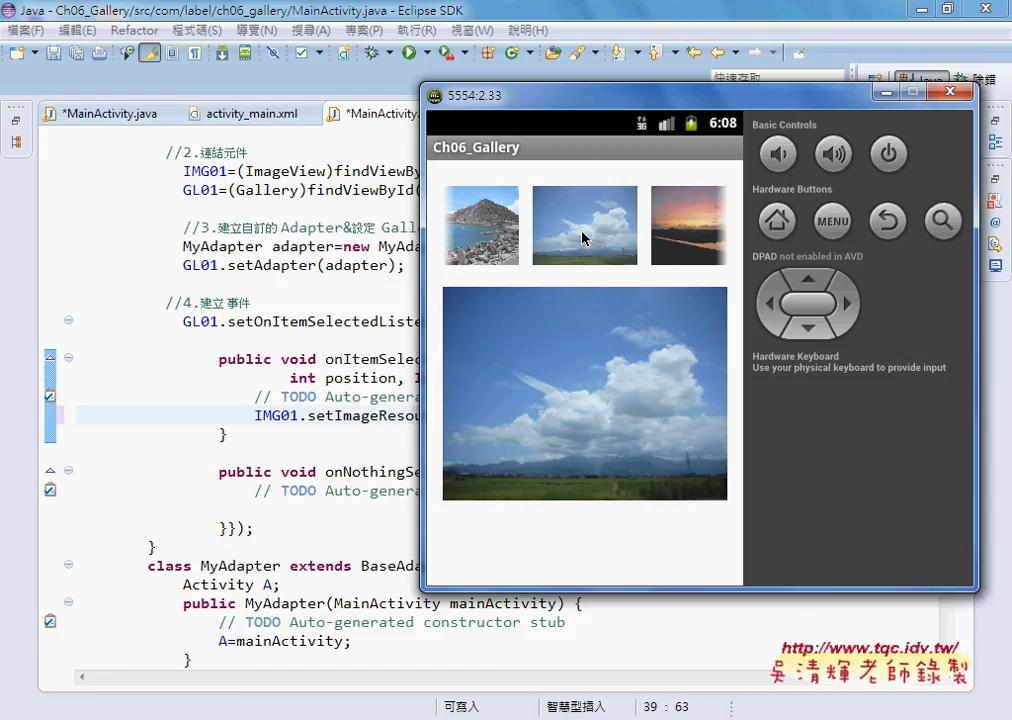 Java - Ch06_Gallery/src/com/label/ch06_gallery/MainActivity.java - Eclipse SDK
檔案(F) 編輯(E) Refactor 程式碼(S) 導覽(N) 搜尋(A) 專案(P) 執行(R) 視窗(W) 說明(H)
快速存取
Java 除錯
*MainActivity.java activity_main.xml *MainActivity.
//2.連結元件
IMG01=(ImageView)findViewBy
GL01=(Gallery)findViewById(
//3.建立自訂的 Adapter&設定 Gall
MyAdapter adapter=new MyAda
GL01.setAdapter(adapter);
//4.建立 事件
GL01.setOnItemSelectedListe
public void onItemSelec
int position,
// TODO Auto-genera
IMG01.setImageResou
}
public void onNothingSe
// TODO Auto-genera
}});
}
class MyAdapter extends BaseAda
Activity A;
public MyAdapter(MainActivity mainActivity) {
// TODO Auto-generated constructor stub
A=mainActivity;
}
可寫入 智慧型插入 39 : 63
5554:2.33
3G 6:08
Ch06_Gallery
Basic Controls
Hardware Buttons
MENU
DPAD not enabled in AVD
Hardware Keyboard
Use your physical keyboard to provide input
http://www.tqc.idv.tw/
吳清輝老師錄製